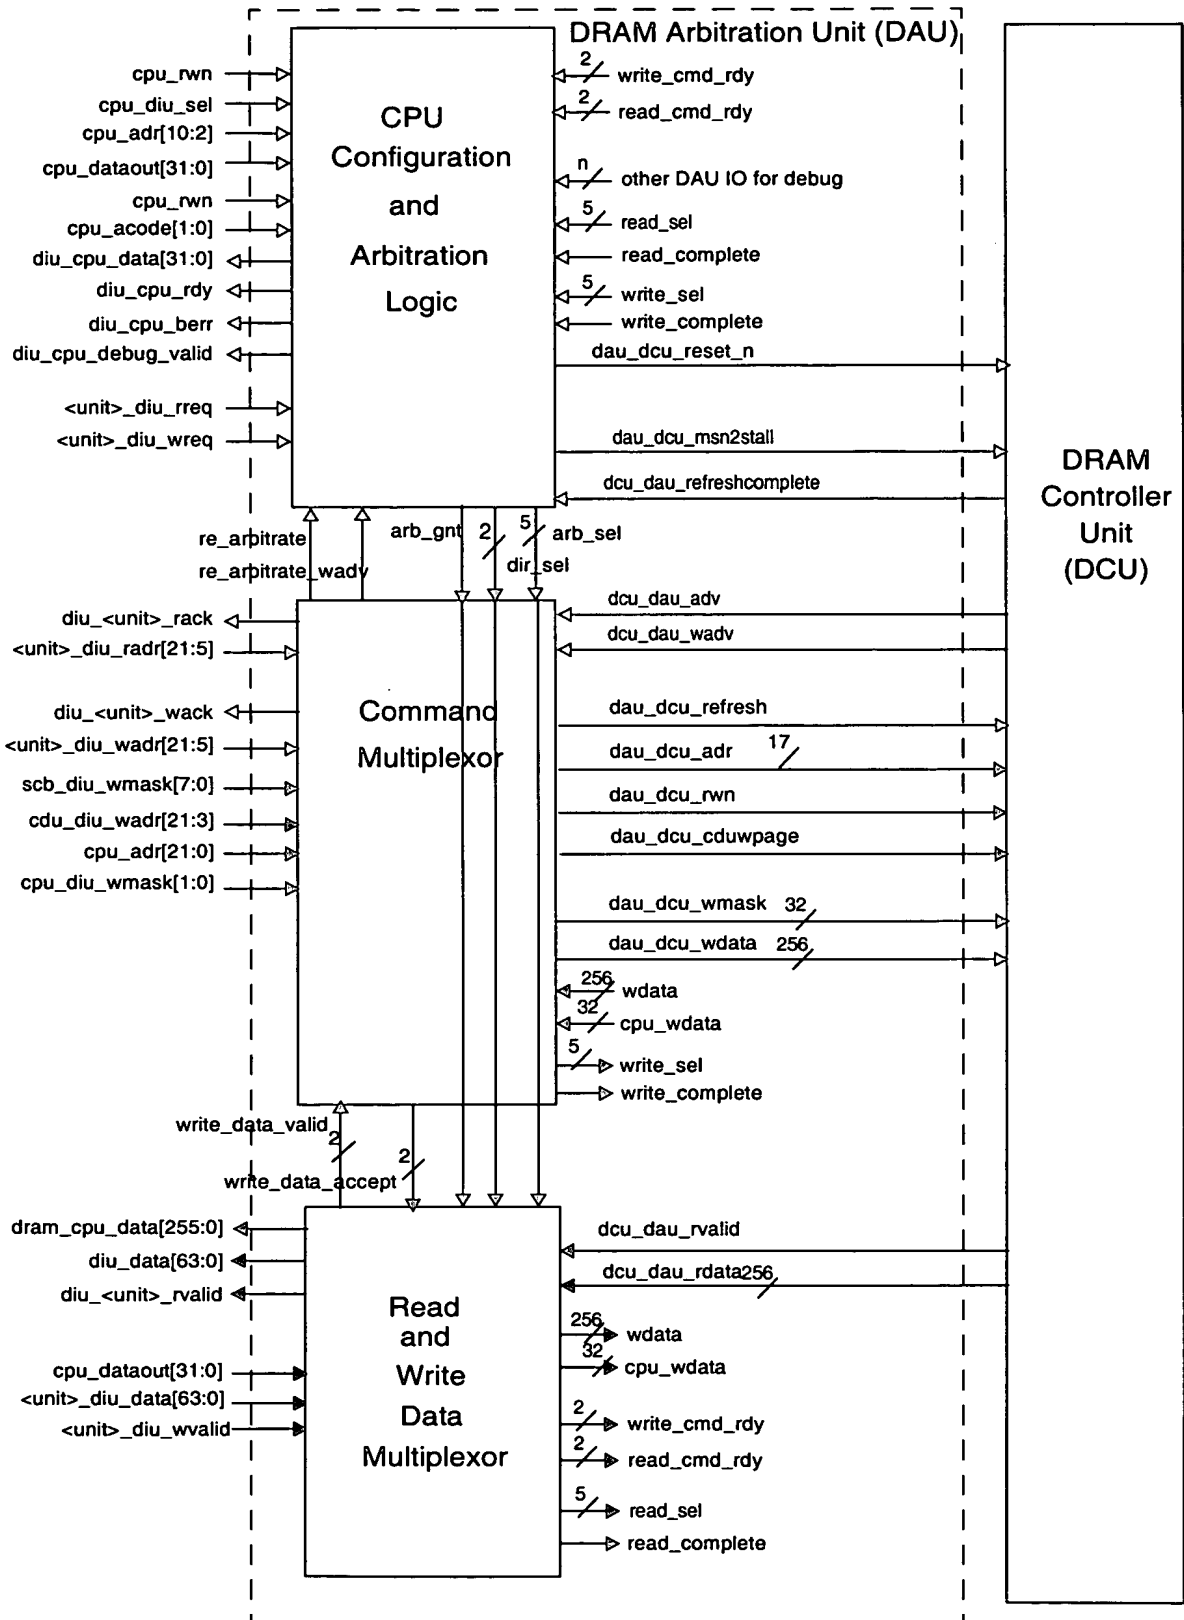 DRAM Arbitration Unit (DAU)
cpu_rwn
cpu_diu_sel
cpu_adr[10:2]
cpu_dataout[31:0]
cpu_rwn
cpu_acode[1:0]
diu_cpu_data[31:0]
diu_cpu_rdy
diu_cpu_berr
diu_cpu_debug_valid
<unit>_diu_rreq
<unit>_diu_wreq
CPU
Configuration
and
Arbitration
Logic
2
write_cmd_rdy
2
read_cmd_rdy
n
other DAU IO for debug
5
read_sel
read_complete
5
write_sel
write_complete
dau_dcu_reset_n
dau_dcu_msn2stall
dcu_dau_refreshcomplete
DRAM
Controller
Unit
(DCU)
re_arbitrate
re_arbitrate_wadv
arb_gnt
2
dir_sel
5
arb_sel
diu_<unit>_rack
<unit>_diu_radr[21:5]
diu_<unit>_wack
<unit>_diu_wadr[21:5]
scb_diu_wmask[7:0]
cdu_diu_wadr[21:3]
cpu_adr[21:0]
cpu_diu_wmask[1:0]
Command
Multiplexor
dcu_dau_adv
dcu_dau_wadv
dau_dcu_refresh
dau_dcu_adr
17
dau_dcu_rwn
dau_dcu_cduwpage
dau_dcu_wmask
32
dau_dcu_wdata
256
256
wdata
32
cpu_wdata
5
write_sel
write_complete
write_data_valid
2
write_data_accept
2
dram_cpu_data[255:0]
diu_data[63:0]
diu_<unit>_rvalid
cpu_dataout[31:0]
<unit>_diu_data[63:0]
<unit>_diu_wvalid
Read
and
Write
Data
Multiplexor
dcu_dau_rvalid
dcu_dau_rdata
256
256
wdata
32
cpu_wdata
2
write_cmd_rdy
2
read_cmd_rdy
5
read_sel
read_complete